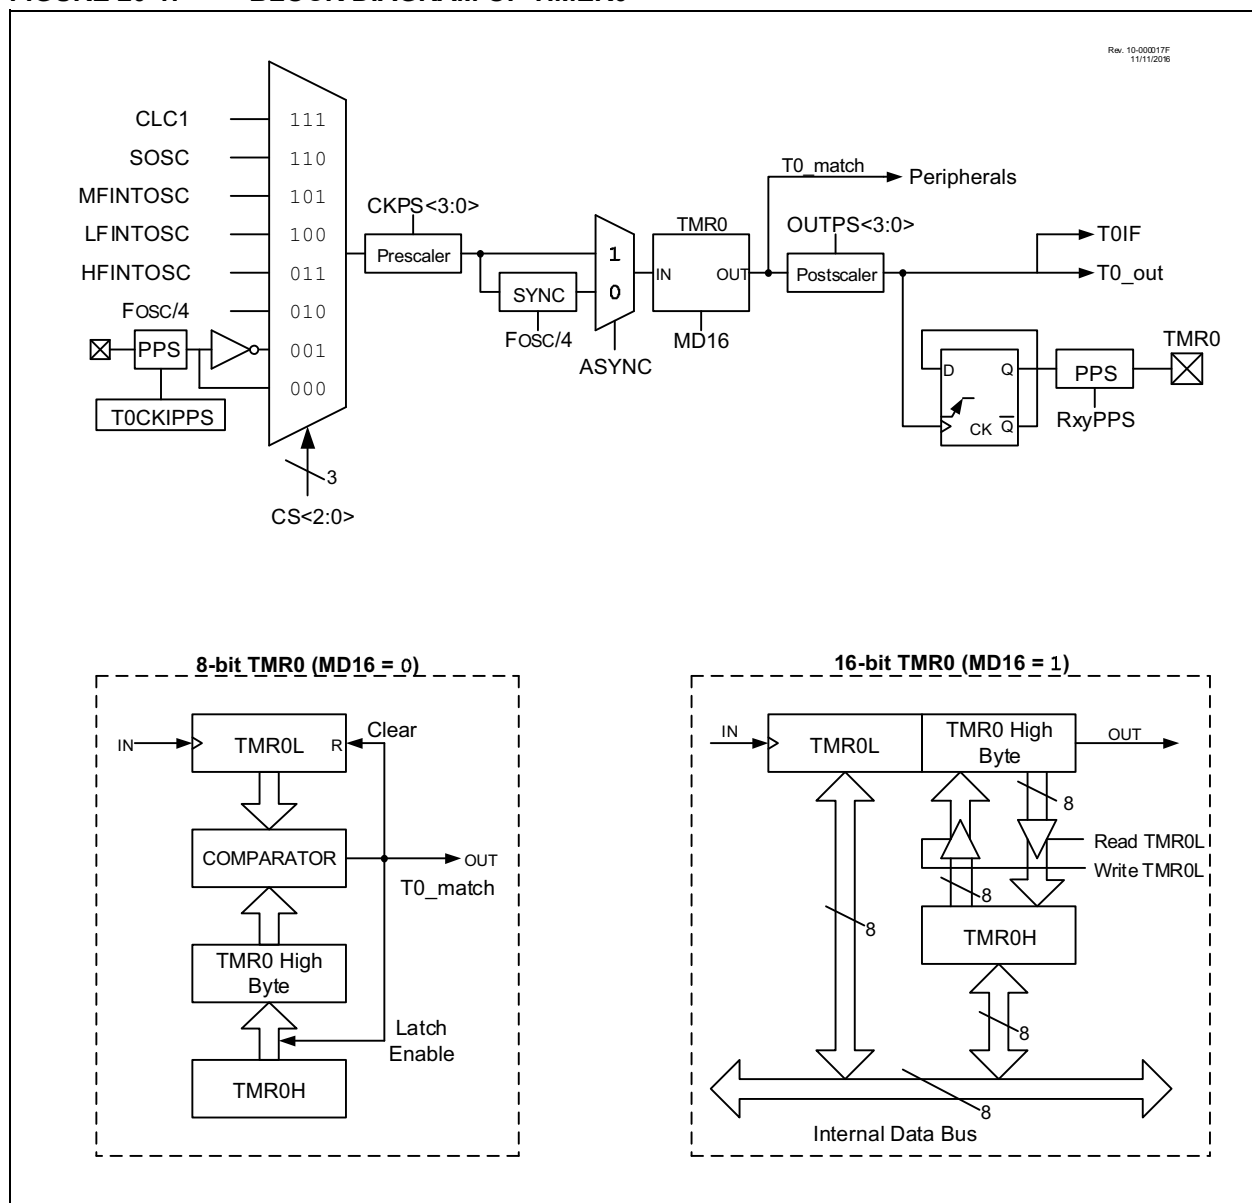 Rev. 10-000017F
11/11/2016
CLC1
SOSC
MFINTOSC
LFINTOSC
HFINTOSC
FOSC/4
PPS
T0CKIPPS
111
110
101
100
011
010
001
000
3
CS<2:0>
CKPS<3:0>
Prescaler
SYNC
FOSC/4
1
0
ASYNC
TMR0
IN
OUT
MD16
T0_match
Peripherals
OUTPS<3:0>
Postscaler
T0IF
T0_out
D
Q
CK
Q
PPS
RxyPPS
TMR0
8-bit TMR0 (MD16 = 0)
IN
TMR0L
R
Clear
COMPARATOR
OUT
T0_match
TMR0 High
Byte
Latch
Enable
TMR0H
16-bit TMR0 (MD16 = 1)
IN
TMR0L
TMR0 High
Byte
OUT
8
Read TMR0L
Write TMR0L
8
8
TMR0H
8
8
Internal Data Bus